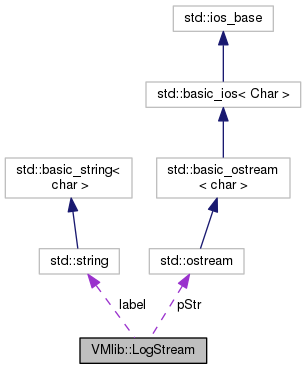 std::ios_base
std::basic_ios< Char >
std::basic_string<
char >
std::basic_ostream
< char >
std::string
std::ostream
label
pStr
VMlib::LogStream